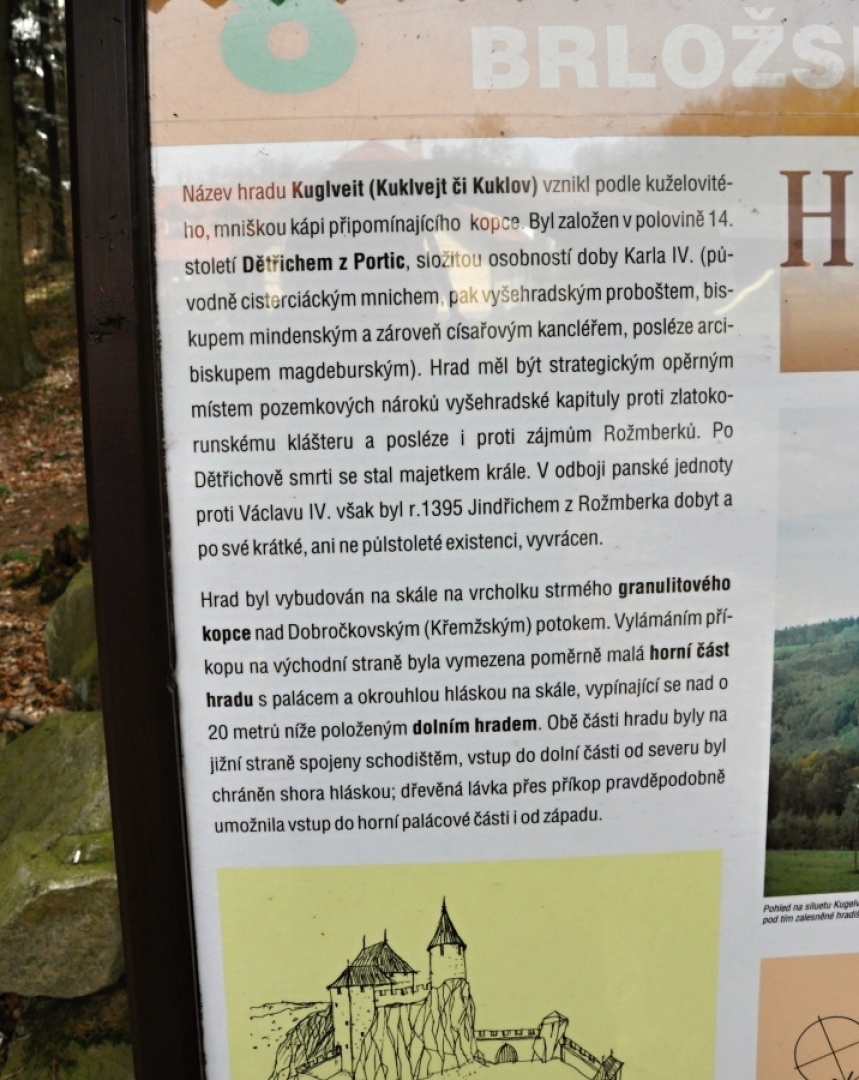 8
BRLOŽS
H
Název hradu Kuglveit (Kuklvejt či Kuklov) vznikl podle kuželovité-
ho, mniškou kápi připomínajícího kopce. Byl založen v polovině 14.
století Dětřichem z Portic, složitou osobností doby Karla IV. (pů-
vodně cisterciáckým mnichem, pak vyšehradským proboštem, bis-
kupem mindenským a zároveň císařovým kancléřem, posléze arci-
biskupem magdeburským). Hrad měl být strategickým opěrným
místem pozemkových nároků vyšehradské kapituly proti zlatoko-
runskému klášteru a posléze i proti zájmům Rožmberků. Po
Dětřichově smrti se stal majetkem krále. V odboji panské jednoty
proti Václavu IV. však byl r.1395 Jindřichem z Rožmberka dobyt a
po své krátké, ani ne půlstoleté existenci, vyvrácen.
Hrad byl vybudován na skále na vrcholku strmého granulitového
kopce nad Dobročkovským (Křemžským) potokem. Vylámáním pří-
kopu na východní straně byla vymezena poměrně malá horní část
hradu s palácem a okrouhlou hláskou na skále, vypínající se nad o
20 metrů níže položeným dolním hradem. Obě části hradu byly na
jižní straně spojeny schodištěm, vstup do dolní části od severu byl
chráněn shora hláskou; dřevěná lávka přes příkop pravděpodobně
umožnila vstup do horní palácové části i od západu.
Pohled na siluetu
pod tím zalesněné